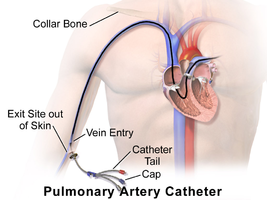 Collar Bone
Exit Site out
of Skin
Vein Entry
Catheter
Tail
Cap
Pulmonary Artery Catheter